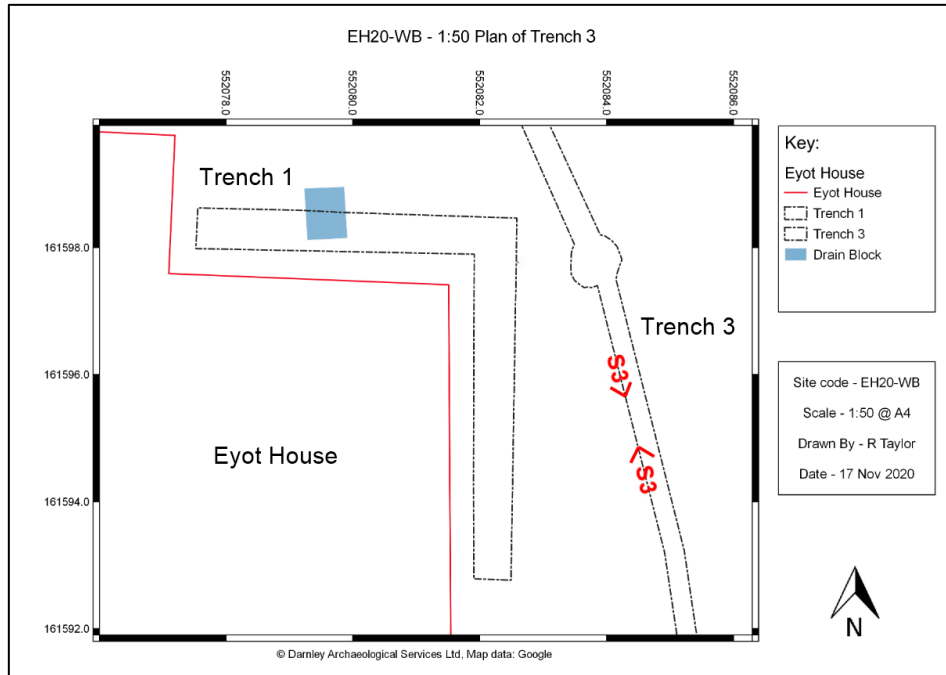 EH20-WB - 1:50 Plan of Trench 3
552078.0
552080.0
552082.0
552084.0
552086.0
161598.0
161596.0
161594.0
161592.0
Trench 1
Trench 3
Eyot House
S3
S3
Key:
Eyot House
Eyot House
Trench 1
Trench 3
Drain Block
Site code - EH20-WB
Scale - 1:50 @ A4
Drawn By - R Taylor
Date - 17 Nov 2020
N
© Darnley Archaeological Services Ltd, Map data: Google